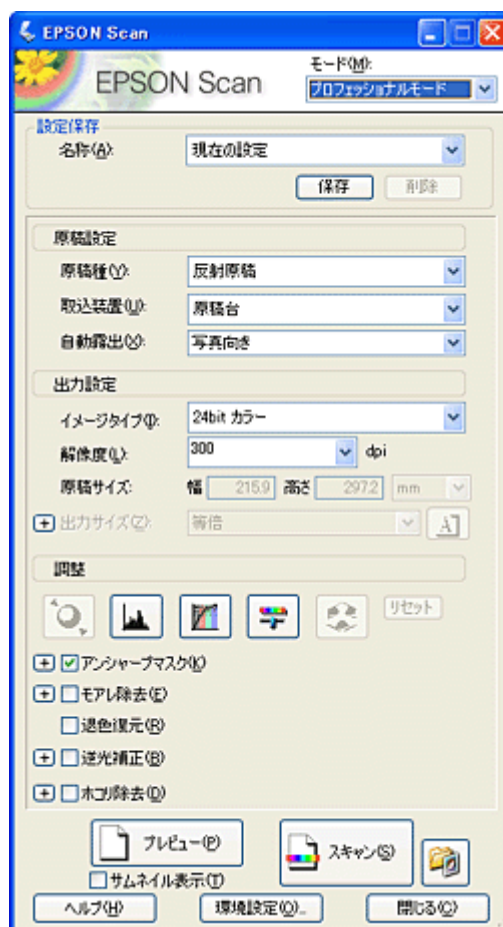 EPSON Scan
EPSON Scan
モード(M):
プロフェッショナルモード
設定保存
名称(A):
現在の設定
保存
削除
原稿設定
原稿種(Y):
反射原稿
取込装置(U):
原稿台
自動露出(X):
写真向き
出力設定
イメージタイプ(I):
24bit カラー
解像度(L):
300
dpi
原稿サイズ:
幅 215.9 高さ 297.2 mm
出力サイズ(Z):
等倍
調整
リセット
アンシャープマスク(K)
モアレ除去(E)
退色復元(R)
逆光補正(B)
ホコリ除去(D)
プレビュー(P)
スキャン(S)
サムネイル表示(T)
ヘルプ(H)
環境設定(O)...
閉じる(C)